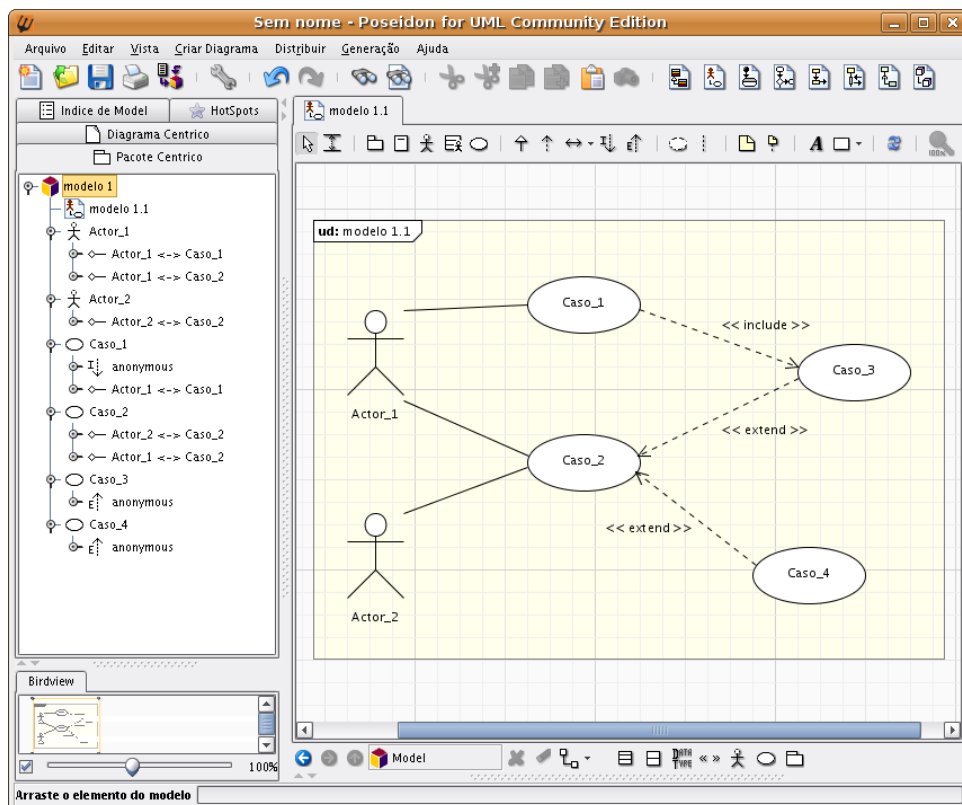 Sem nome - Poseidon for UML Community Edition
Arquivo Editar Vista Criar Diagrama Distribuir Generação Ajuda
Indice de Model HotSpots
Diagrama Centrico
Pacote Centrico
modelo 1
modelo 1.1
Actor_1
Actor_1 <-> Caso_1
Actor_1 <-> Caso_2
Actor_2
Actor_2 <-> Caso_2
Caso_1
anonymous
Actor_1 <-> Caso_1
Caso_2
Actor_2 <-> Caso_2
Actor_1 <-> Caso_2
Caso_3
anonymous
Caso_4
anonymous
Birdview
100%
modelo 1.1
100%
ud: modelo 1.1
Caso_1
<< include >>
Caso_3
Actor_1
<< extend >>
Caso_2
<< extend >>
Caso_4
Actor_2
Model
DATA TYPE « »
Arraste o elemento do modelo